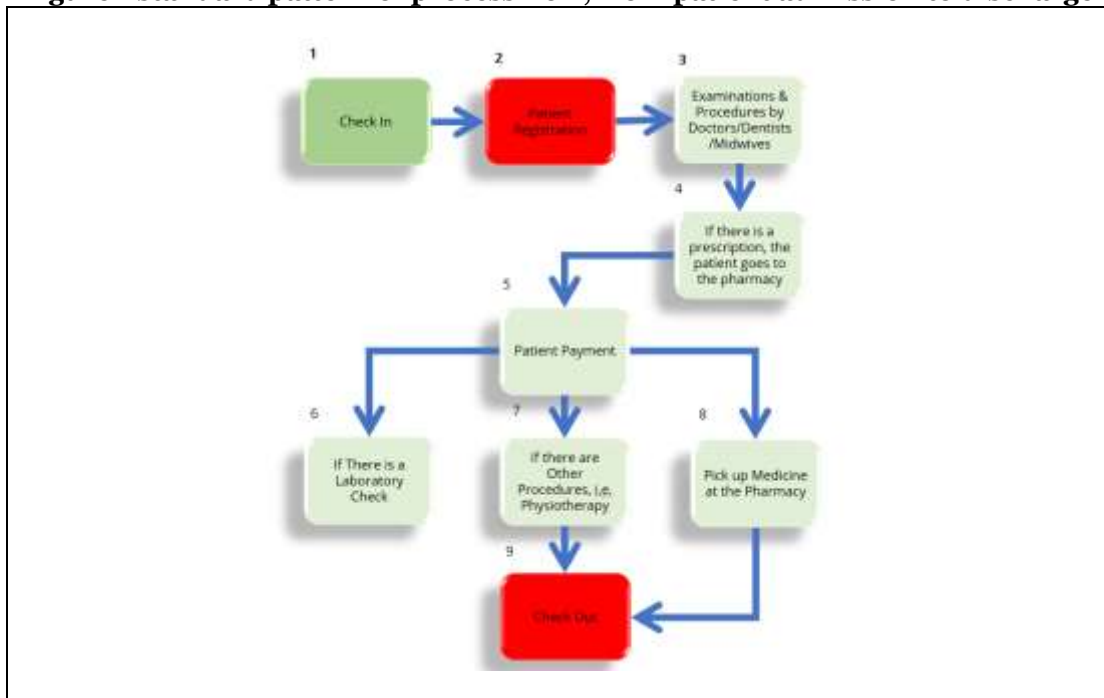 1
Check In
2
Patient
Registration
3
Examinations &
Procedures by
Doctors/Dentists
/Midwives
4
If there is a
prescription, the
patient goes to
the pharmacy
5
Patient Payment
6
If There is a
Laboratory
Check
7
If there are
Other
Procedures, i.e.
Physiotherapy
8
Pick up Medicine
at the Pharmacy
9
Check Out